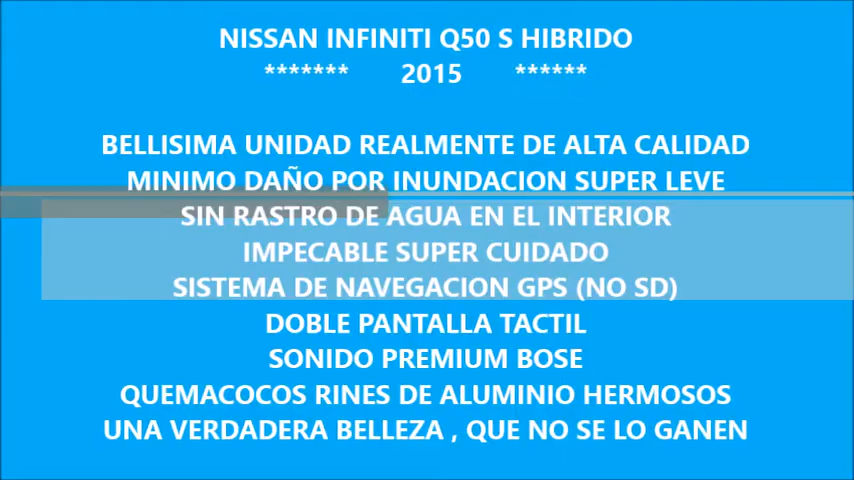 NISSAN INFINITI Q50 S HIBRIDO
******* 2015 ******
BELLISIMA UNIDAD REALMENTE DE ALTA CALIDAD
MINIMO DAÑO POR INUNDACION SUPER LEVE
SIN RASTRO DE AGUA EN EL INTERIOR
IMPECABLE SUPER CUIDADO
SISTEMA DE NAVEGACION GPS (NO SD)
DOBLE PANTALLA TACTIL
SONIDO PREMIUM BOSE
QUEMACOCOS RINES DE ALUMINIO HERMOSOS
UNA VERDADERA BELLEZA , QUE NO SE LO GANEN